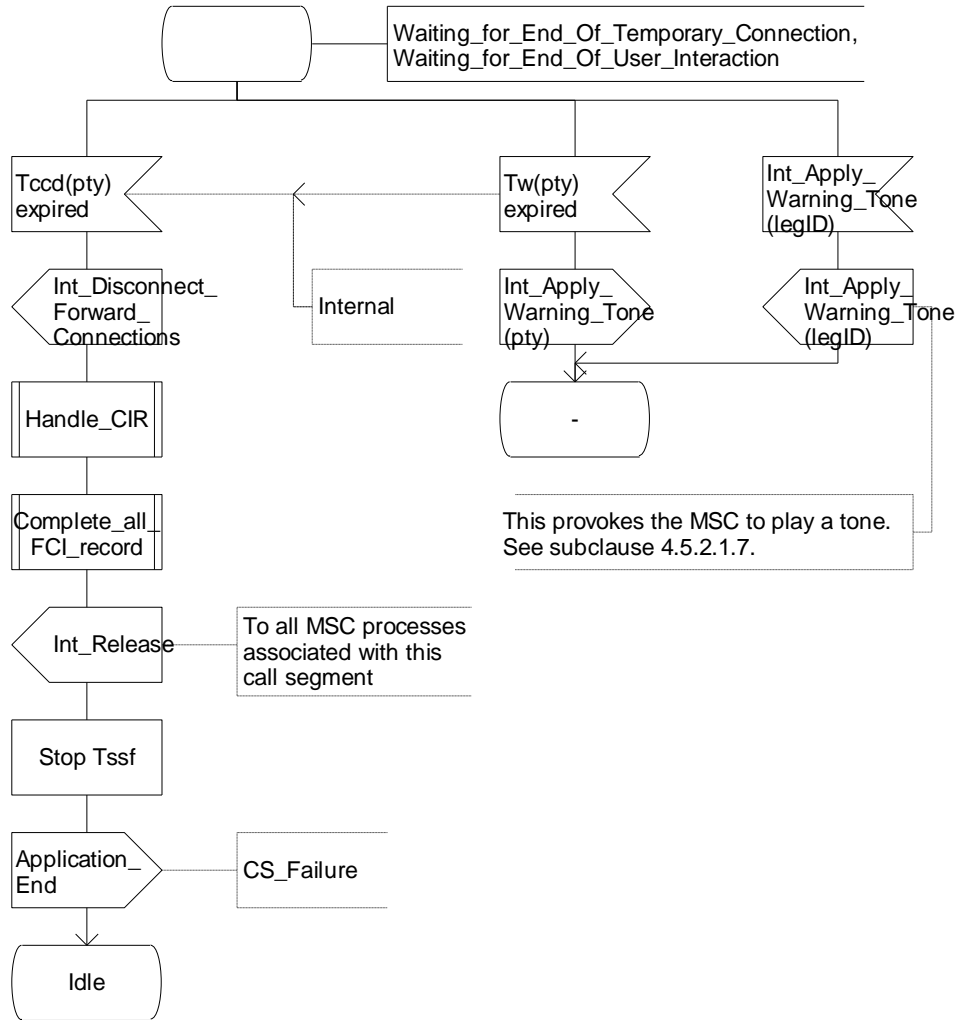 Waiting_for_End_Of_Temporary_Connection,
Waiting_for_End_Of_User_Interaction
Tccd(pty)
expired
Tw(pty)
expired
Int_Apply_
Warning_Tone
(legID)
Int_Disconnect_
Forward_
Connections
Internal
Int_Apply_
Warning_Tone
(pty)
Int_Apply_
Warning_Tone
(legID)
Handle_CIR
-
Complete_all_
FCI_record
This provokes the MSC to play a tone.
See subclause 4.5.2.1.7.
Int_Release
To all MSC processes
associated with this
call segment
Stop Tssf
Application_
End
CS_Failure
Idle